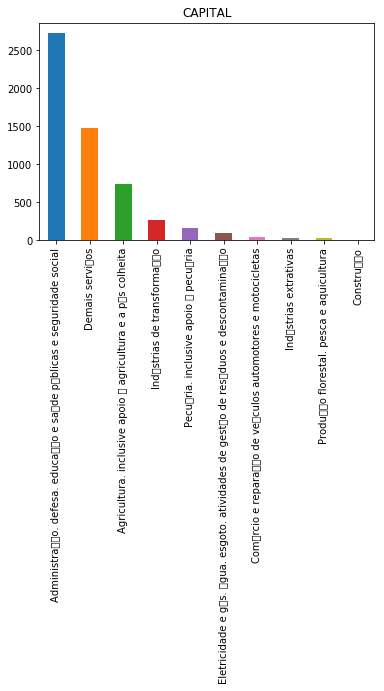 CAPITAL
2500
2000
1500
1000
500
0
Administra▯▯o. defesa. educa▯▯o e sa▯de p▯blicas e seguridade social
Demais servi▯os
Agricultura. inclusive apoio ▯ agricultura e a p▯s colheita
Ind▯strias de transforma▯▯o
Pecu▯ria. inclusive apoio ▯ pecu▯ria
Eletricidade e g▯s. ▯gua. esgoto. atividades de gest▯o de res▯duos e descontamina▯▯o
Com▯rcio e repara▯▯o de ve▯culos automotores e motocicletas
Ind▯strias extrativas
Produ▯▯o florestal. pesca e aquicultura
Constru▯▯o